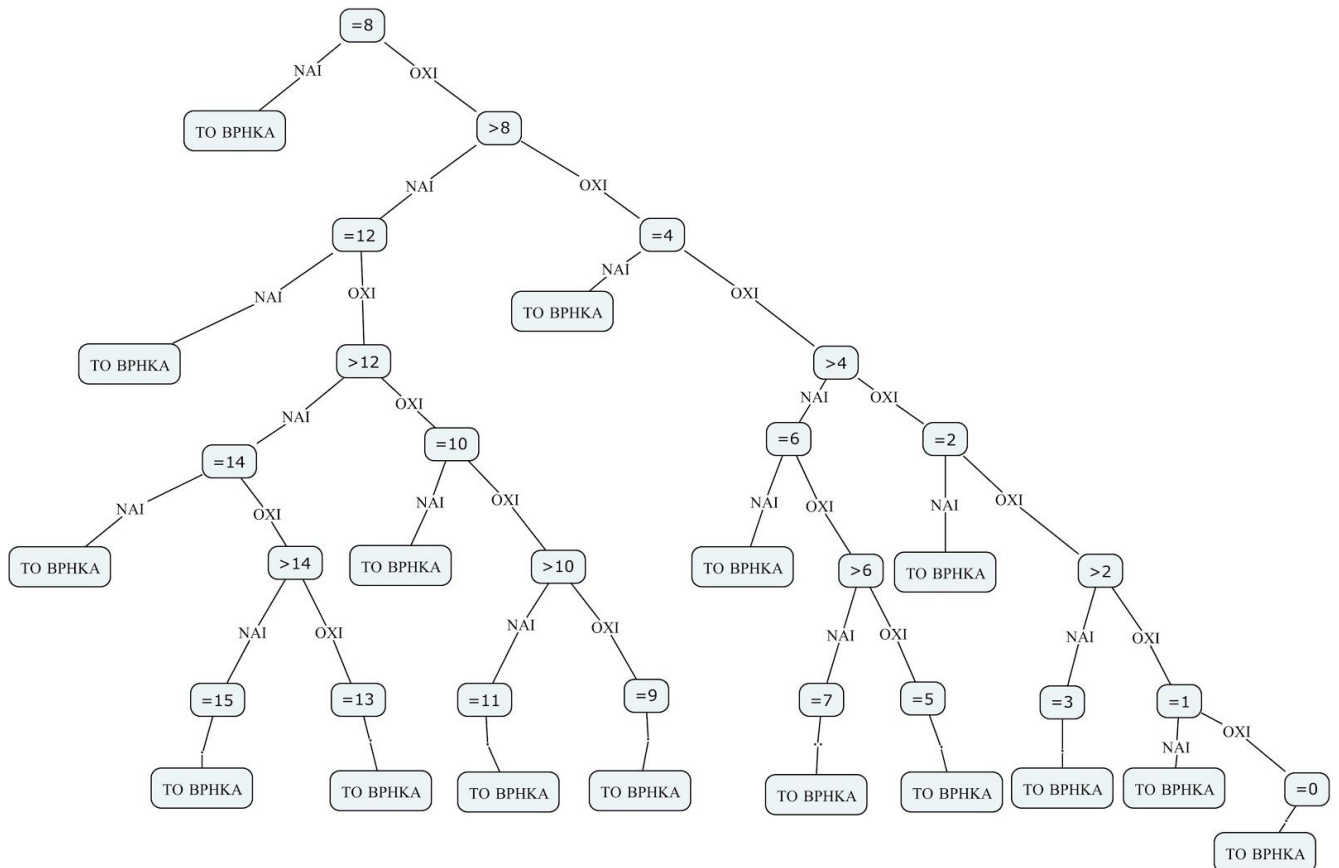 =8
ΝΑΙ
ΟΧΙ
ΤΟ ΒΡΗΚΑ
>8
ΝΑΙ
ΟΧΙ
=12
=4
ΝΑΙ
ΟΧΙ
ΝΑΙ
ΟΧΙ
ΤΟ ΒΡΗΚΑ
ΤΟ ΒΡΗΚΑ
>12
>4
ΝΑΙ
ΟΧΙ
ΝΑΙ
ΟΧΙ
=14
=10
=6
=2
ΝΑΙ
ΟΧΙ
ΝΑΙ
ΟΧΙ
ΝΑΙ
ΟΧΙ
ΝΑΙ
ΟΧΙ
ΤΟ ΒΡΗΚΑ
>14
ΤΟ ΒΡΗΚΑ
>10
ΤΟ ΒΡΗΚΑ
>6
ΤΟ ΒΡΗΚΑ
>2
ΝΑΙ
ΟΧΙ
ΝΑΙ
ΟΧΙ
ΝΑΙ
ΟΧΙ
ΝΑΙ
ΟΧΙ
=15
=13
=11
=9
=7
=5
=3
=1
ΝΑΙ
ΟΧΙ
ΤΟ ΒΡΗΚΑ
ΤΟ ΒΡΗΚΑ
ΤΟ ΒΡΗΚΑ
ΤΟ ΒΡΗΚΑ
ΤΟ ΒΡΗΚΑ
ΤΟ ΒΡΗΚΑ
ΤΟ ΒΡΗΚΑ
ΤΟ ΒΡΗΚΑ
=0
ΤΟ ΒΡΗΚΑ